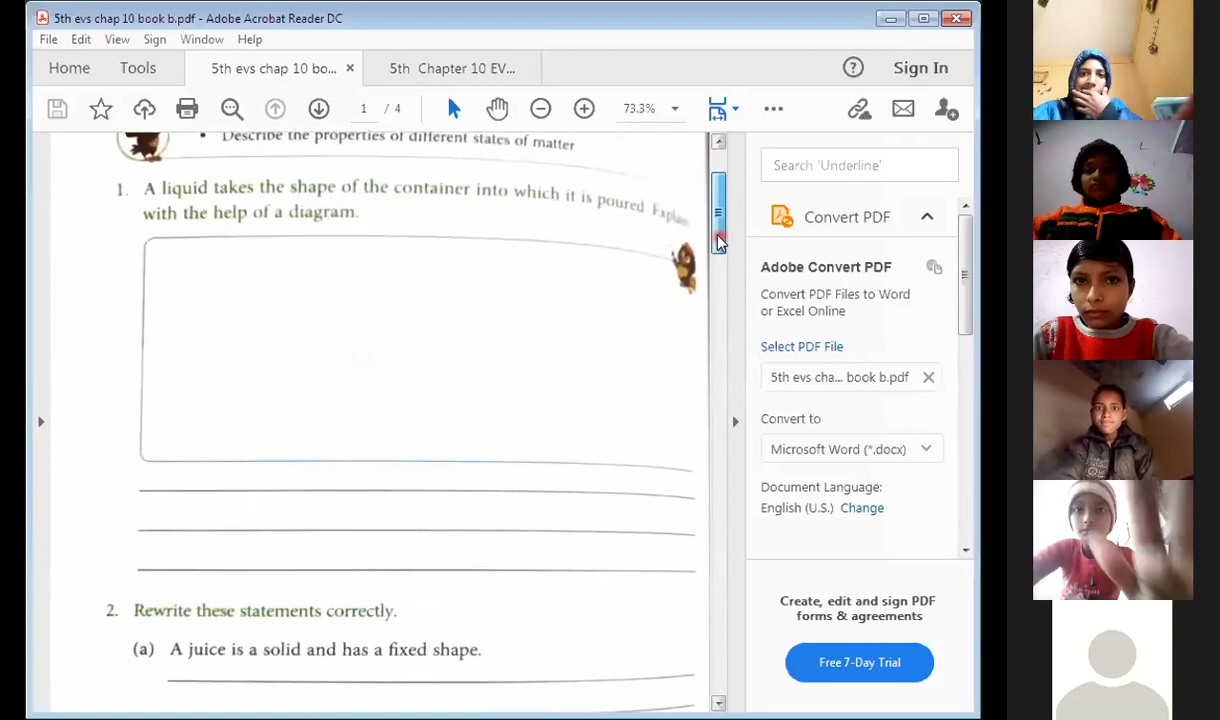 5th evs chap 10 book b.pdf - Adobe Acrobat Reader DC
File Edit View Sign Window Help
Home Tools 5th evs chap 10 bo... × 5th Chapter 10 EV... Sign In
1 / 4 73.3%
Describe the properties of different states of matter
1. A liquid takes the shape of the container into which it is poured Explain
with the help of a diagram.
2. Rewrite these statements correctly.
(a) A juice is a solid and has a fixed shape.
Search 'Underline'
Convert PDF
Adobe Convert PDF
Convert PDF Files to Word
or Excel Online
Select PDF File
5th evs cha... book b.pdf
Convert to
Microsoft Word (*.docx)
Document Language:
English (U.S.) Change
Create, edit and sign PDF
forms & agreements
Free 7-Day Trial